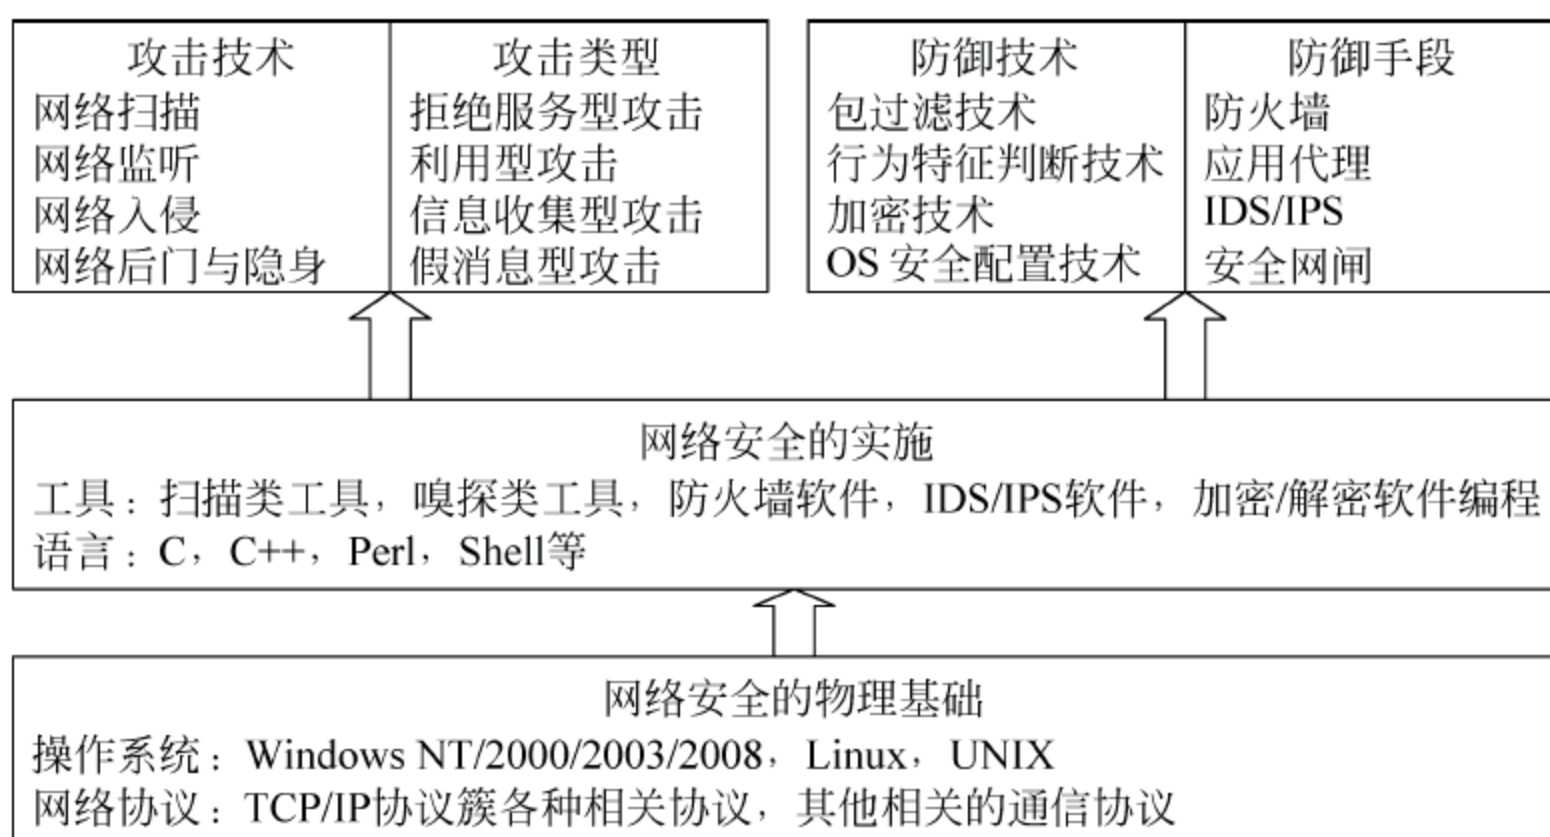 攻击技术
网络扫描
网络监听
网络入侵
网络后门与隐身
攻击类型
拒绝服务型攻击
利用型攻击
信息收集型攻击
假消息型攻击
防御技术
包过滤技术
行为特征判断技术
加密技术
OS 安全配置技术
防御手段
防火墙
应用代理
IDS/IPS
安全网闸
网络安全的实施
工具：扫描类工具，嗅探类工具，防火墙软件，IDS/IPS软件，加密/解密软件编程
语言：C，C++，Perl，Shell等
网络安全的物理基础
操作系统：Windows NT/2000/2003/2008，Linux，UNIX
网络协议：TCP/IP协议簇各种相关协议，其他相关的通信协议